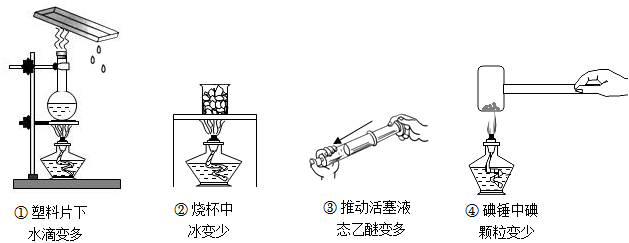 ①塑料片下
水滴变多
②烧杯中
冰变少
③推动活塞液
态乙醚变多
④碘锤中碘
颗粒变少